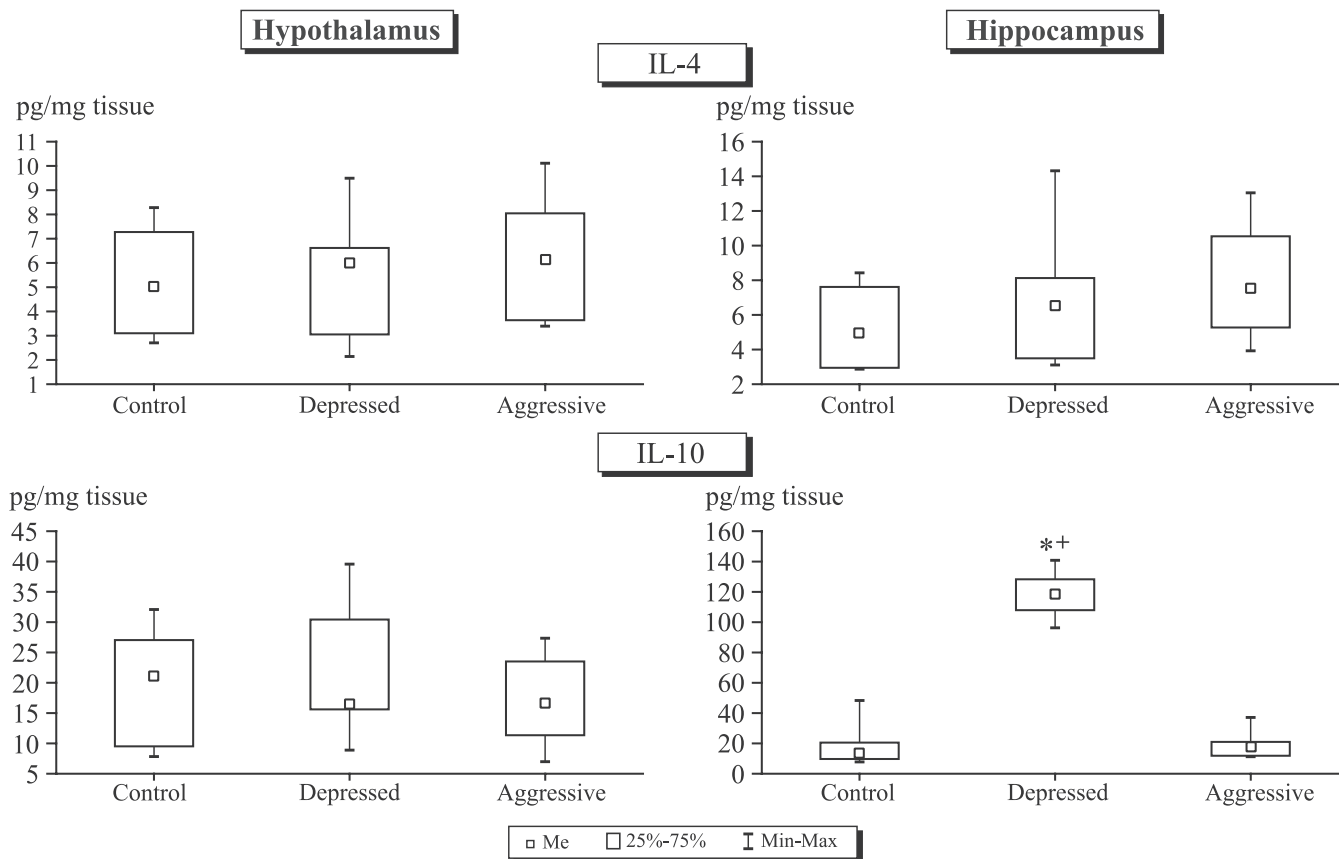 Hypothalamus
Hippocampus
IL-4
pg/mg tissue
11
10
9
8
7
6
5
4
3
2
1
Control Depressed Aggressive
pg/mg tissue
16
14
12
10
8
6
4
2
Control Depressed Aggressive
IL-10
pg/mg tissue
45
40
35
30
25
20
15
10
5
Control Depressed Aggressive
pg/mg tissue
160
140
120
100
80
60
40
20
0
*+
Control Depressed Aggressive
Me 25%-75% Min-Max